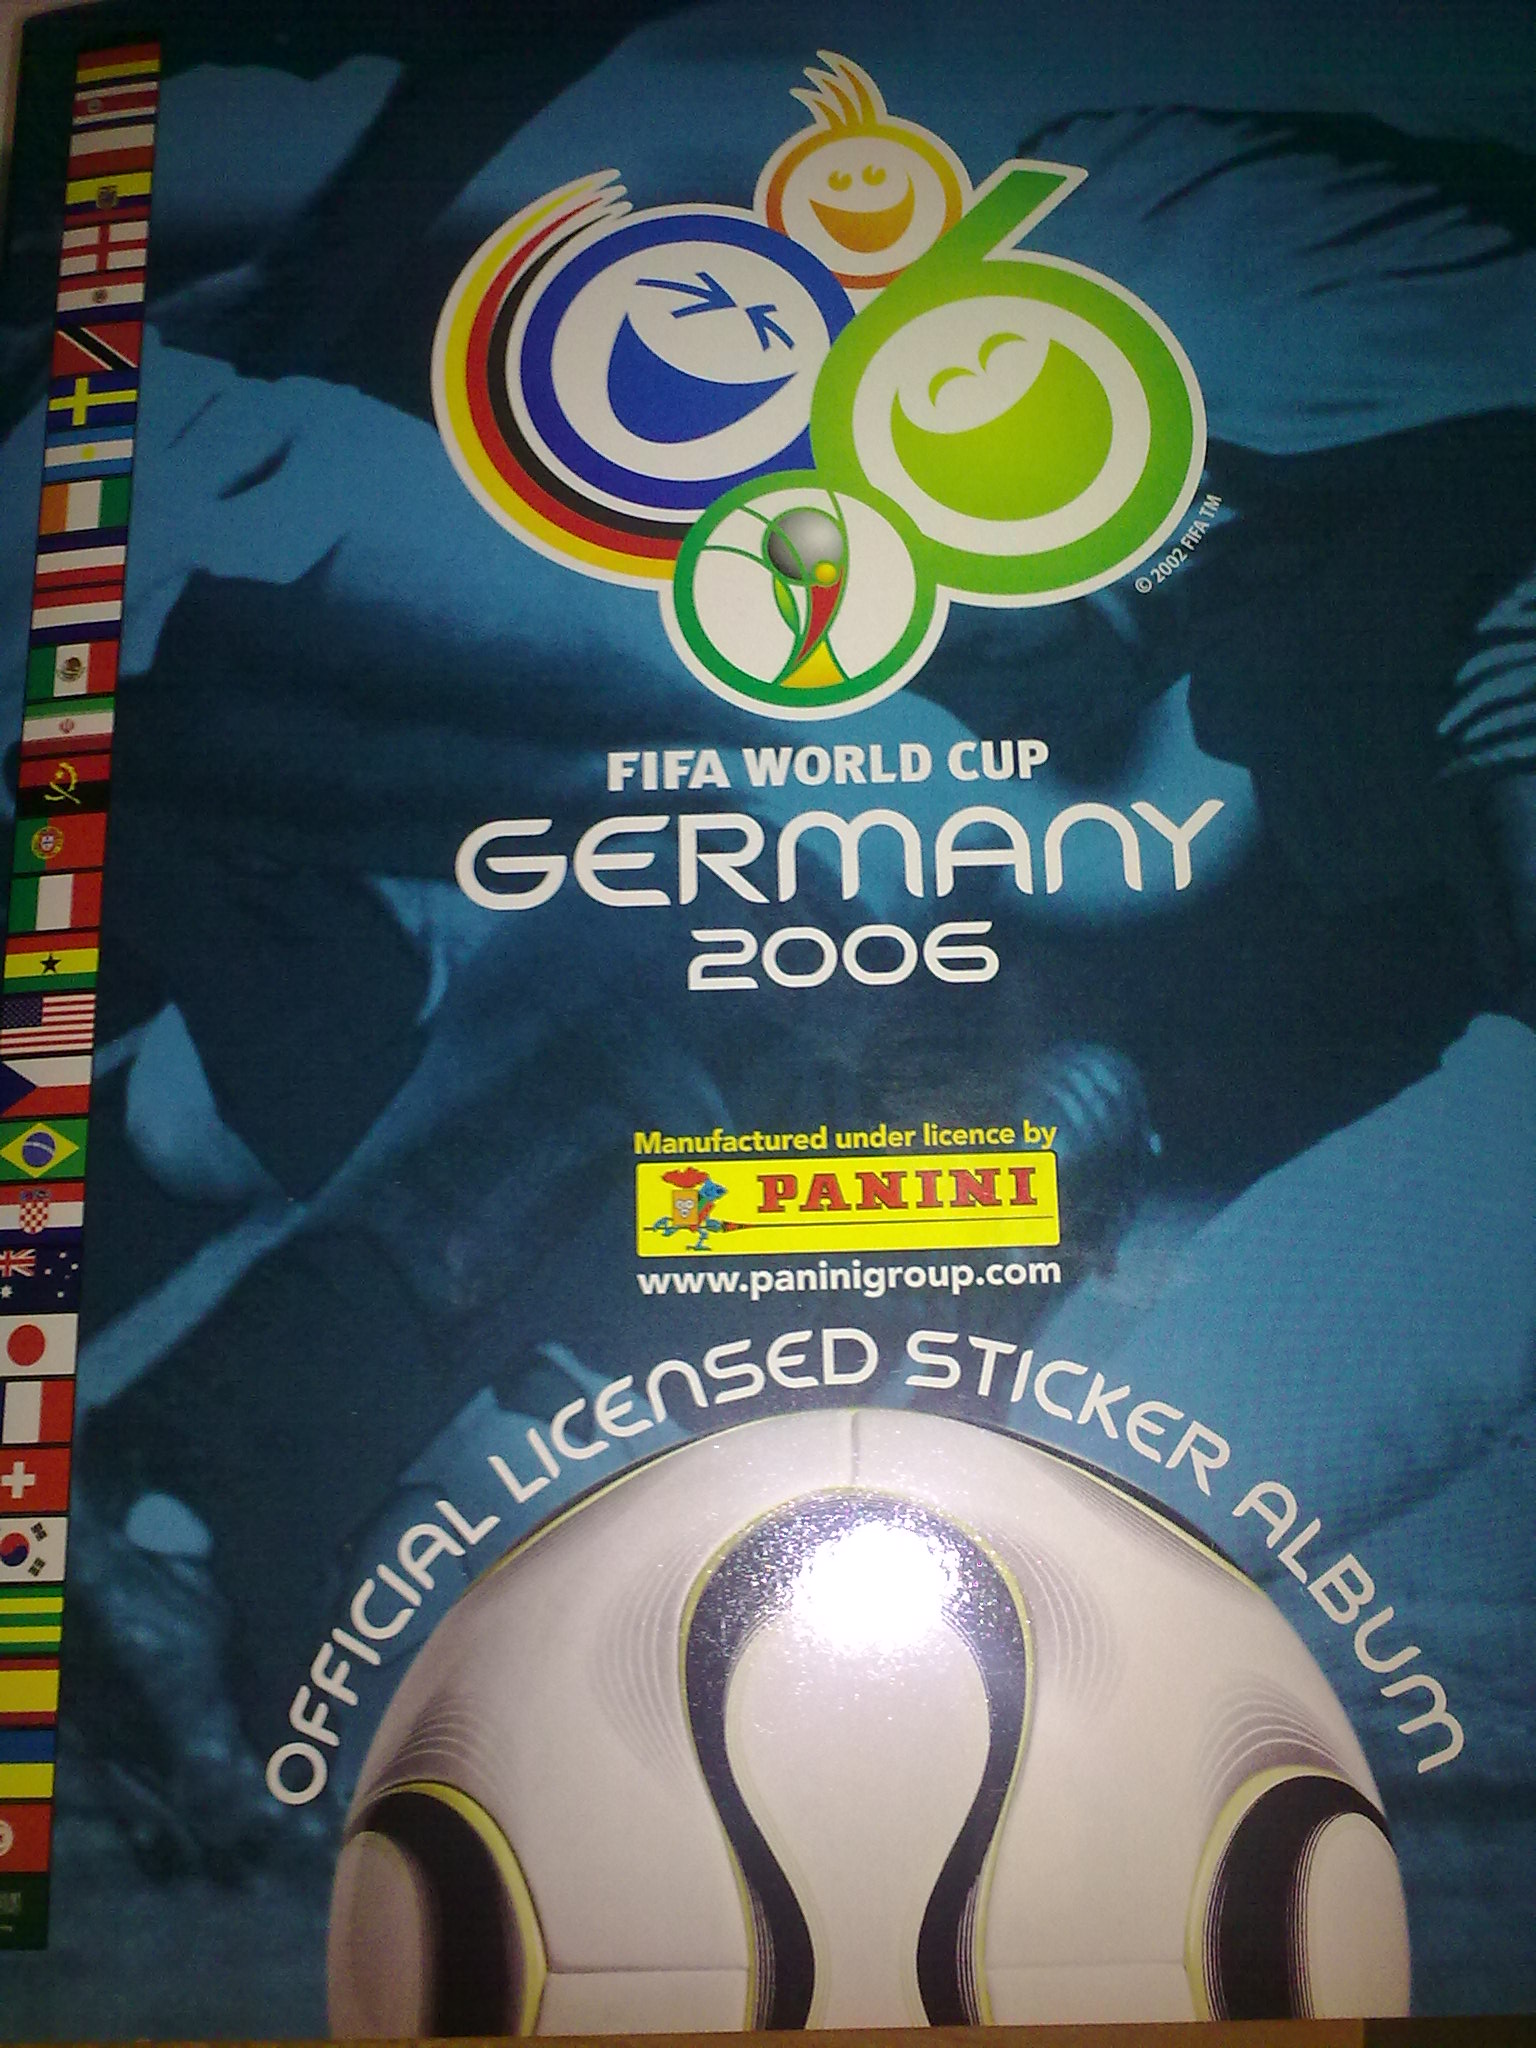 © 2002 FIFA TM
FIFA WORLD CUP
GERMANY
2006
Manufactured under licence by
PANINI
www.paninigroup.com
OFFICIAL LICENSED STICKER ALBUM